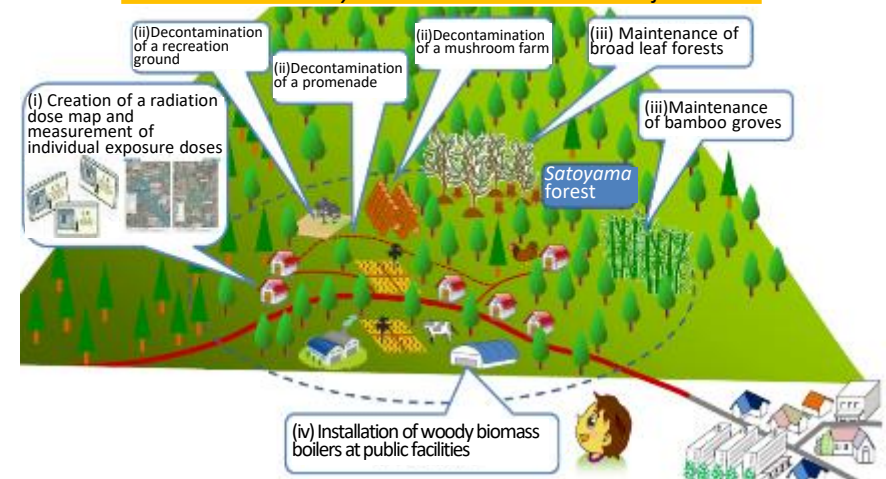 (ii)Decontamination
of a recreation
ground
(ii)Decontamination
of a promenade
(ii)Decontamination
of a mushroom farm
(iii) Maintenance of
broad leaf forests
(i) Creation of a radiation
dose map and
measurement of
individual exposure doses
(iii)Maintenance
of bamboo groves
Satoyama
forest
(iv) Installation of woody biomass
boilers at public facilities